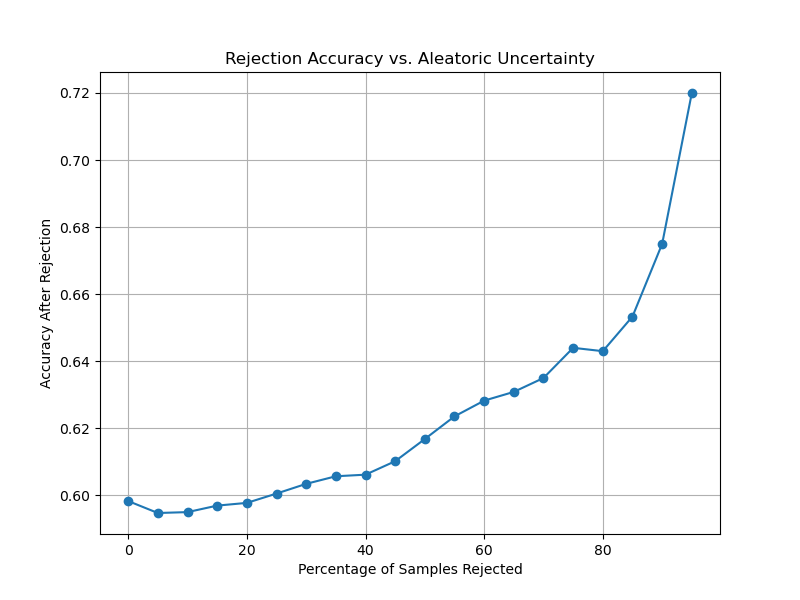 Rejection Accuracy vs. Aleatoric Uncertainty
Accuracy After Rejection
0.72
0.70
0.68
0.66
0.64
0.62
0.60
0 20 40 60 80
Percentage of Samples Rejected